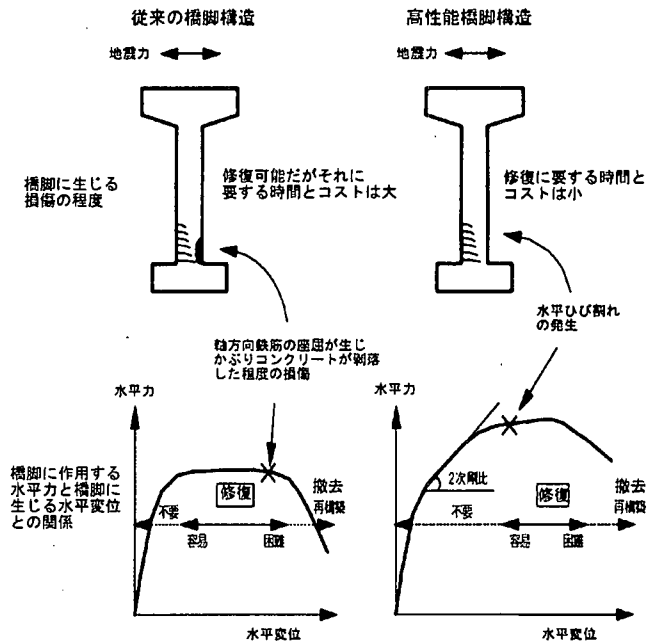 従来の橋脚構造
高性能橋脚構造
地震力
地震力
橋脚に生じる
損傷の程度
修復可能だがそれに
要する時間とコストは大
修復に要する時間と
コストは小
軸方向鉄筋の座屈が生じ
かぶりコンクリートが剥落
した程度の損傷
水平ひび割れ
の発生
橋脚に作用する
水平力と橋脚に
生じる水平変位
との関係
水平力
修復
撤去
再構築
不要
容易
困難
水平変位
水平力
2次剛比
修復
撤去
再構築
不要
容易
困難
水平変位